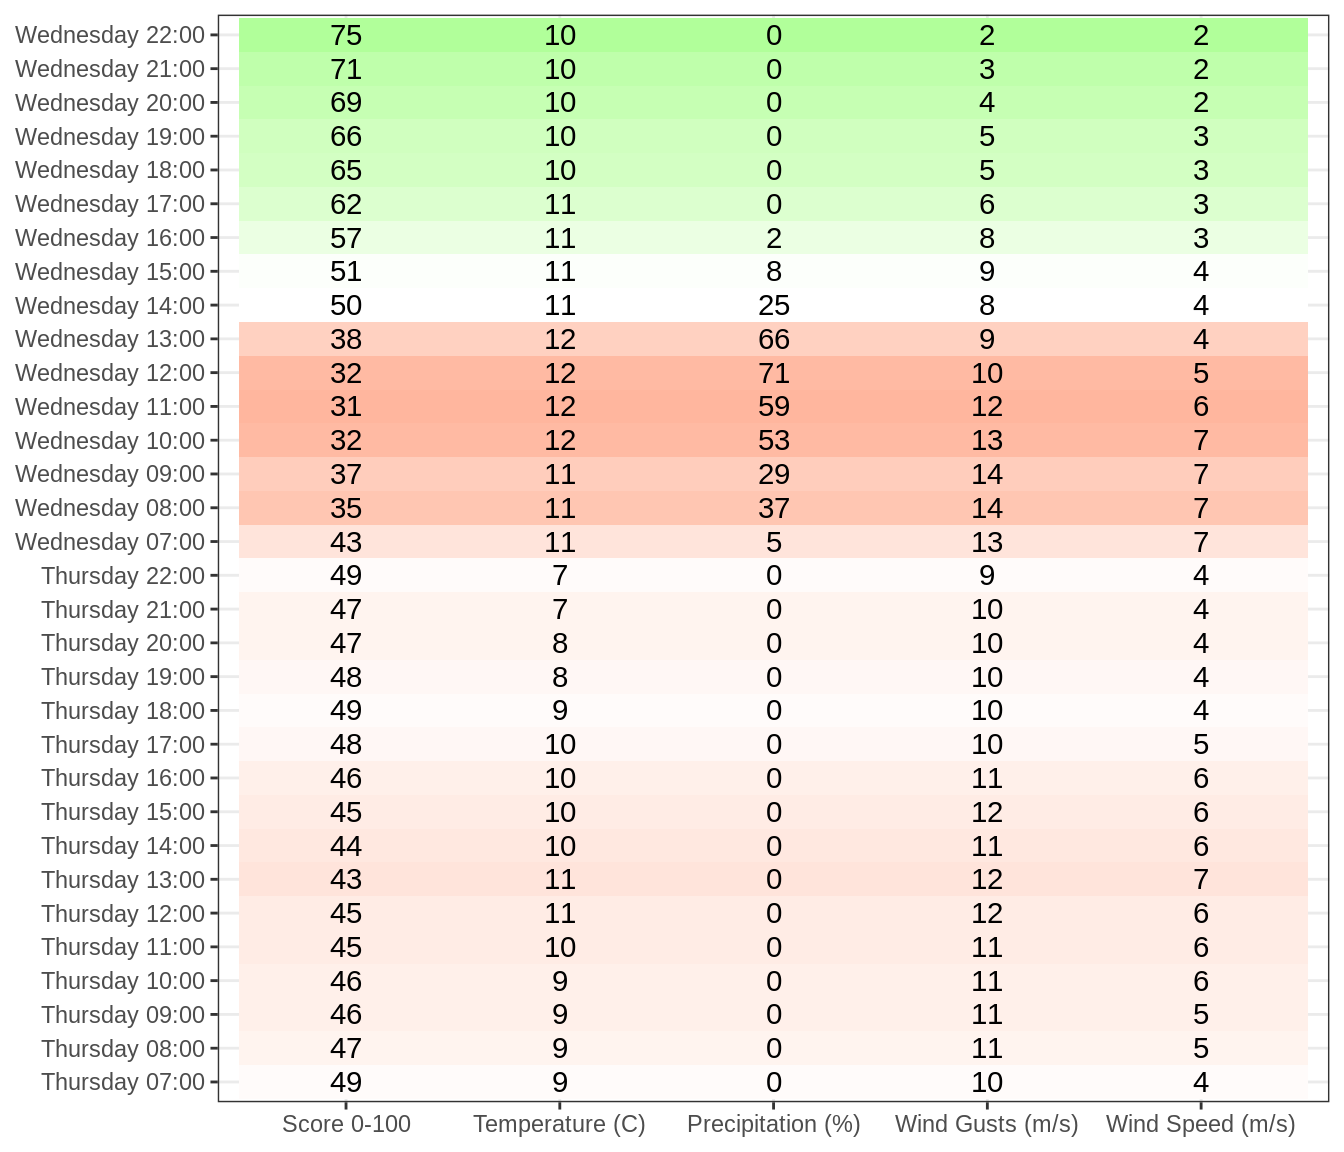 Wednesday 22:00 75 10 0 2 2
Wednesday 21:00 71 10 0 3 2
Wednesday 20:00 69 10 0 4 2
Wednesday 19:00 66 10 0 5 3
Wednesday 18:00 65 10 0 5 3
Wednesday 17:00 62 11 0 6 3
Wednesday 16:00 57 11 2 8 3
Wednesday 15:00 51 11 8 9 4
Wednesday 14:00 50 11 25 8 4
Wednesday 13:00 38 12 66 9 4
Wednesday 12:00 32 12 71 10 5
Wednesday 11:00 31 12 59 12 6
Wednesday 10:00 32 12 53 13 7
Wednesday 09:00 37 11 29 14 7
Wednesday 08:00 35 11 37 14 7
Wednesday 07:00 43 11 5 13 7
Thursday 22:00 49 7 0 9 4
Thursday 21:00 47 7 0 10 4
Thursday 20:00 47 8 0 10 4
Thursday 19:00 48 8 0 10 4
Thursday 18:00 49 9 0 10 4
Thursday 17:00 48 10 0 10 5
Thursday 16:00 46 10 0 11 6
Thursday 15:00 45 10 0 12 6
Thursday 14:00 44 10 0 11 6
Thursday 13:00 43 11 0 12 7
Thursday 12:00 45 11 0 12 6
Thursday 11:00 45 10 0 11 6
Thursday 10:00 46 9 0 11 6
Thursday 09:00 46 9 0 11 5
Thursday 08:00 47 9 0 11 5
Thursday 07:00 49 9 0 10 4
Score 0-100 Temperature (C) Precipitation (%) Wind Gusts (m/s) Wind Speed (m/s)